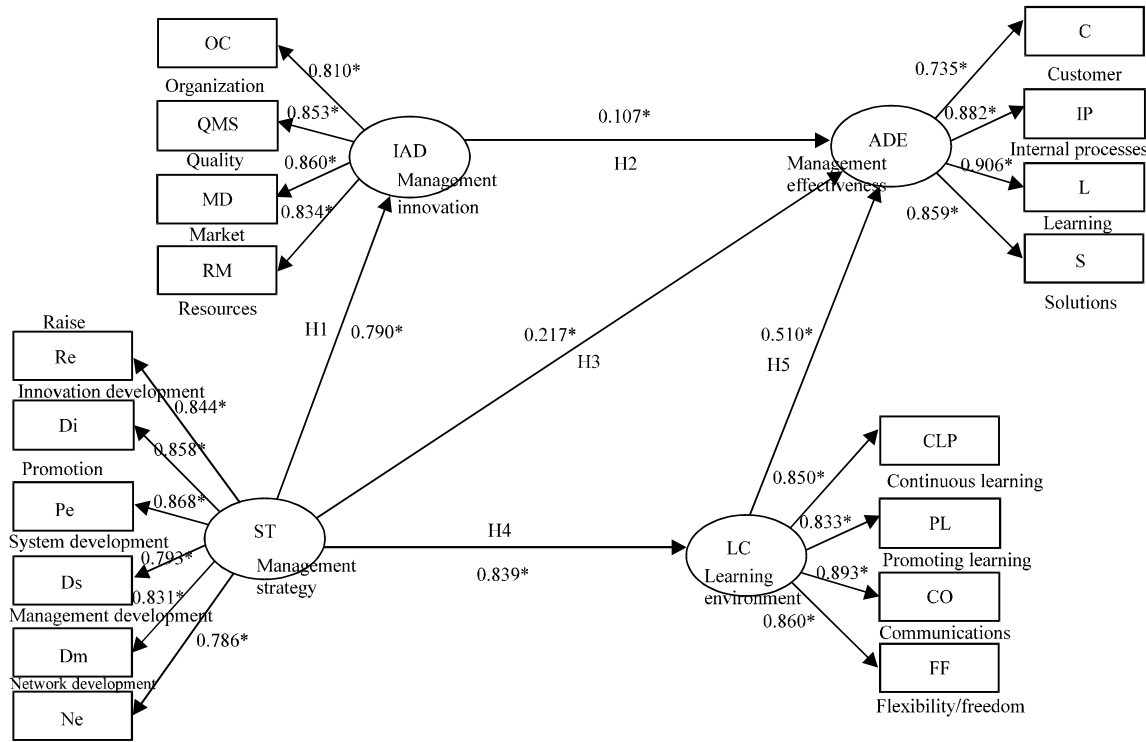 OC
0.810*
Organization
QMS
0.853*
Quality
0.860*
MD
0.834*
Market
RM
Resources
IAD
Management
innovation
0.107*
H2
ADE
Management
effectiveness
0.735*
C
Customer
0.882*
IP
Internal processes
0.906*
L
Learning
0.859*
S
Solutions
H1
0.790*
0.217*
H3
0.510*
H5
Raise
Re
Innovation development
0.844*
Di
0.858*
Promotion
Pe
0.868*
System development
0.793*
Ds
0.831*
Management development
Dm
0.786*
Network development
Ne
ST
Management
strategy
H4
0.839*
LC
Learning
environment
CLP
0.850*
Continuous learning
0.833*
PL
Promoting learning
0.893*
CO
Communications
0.860*
FF
Flexibility/freedom